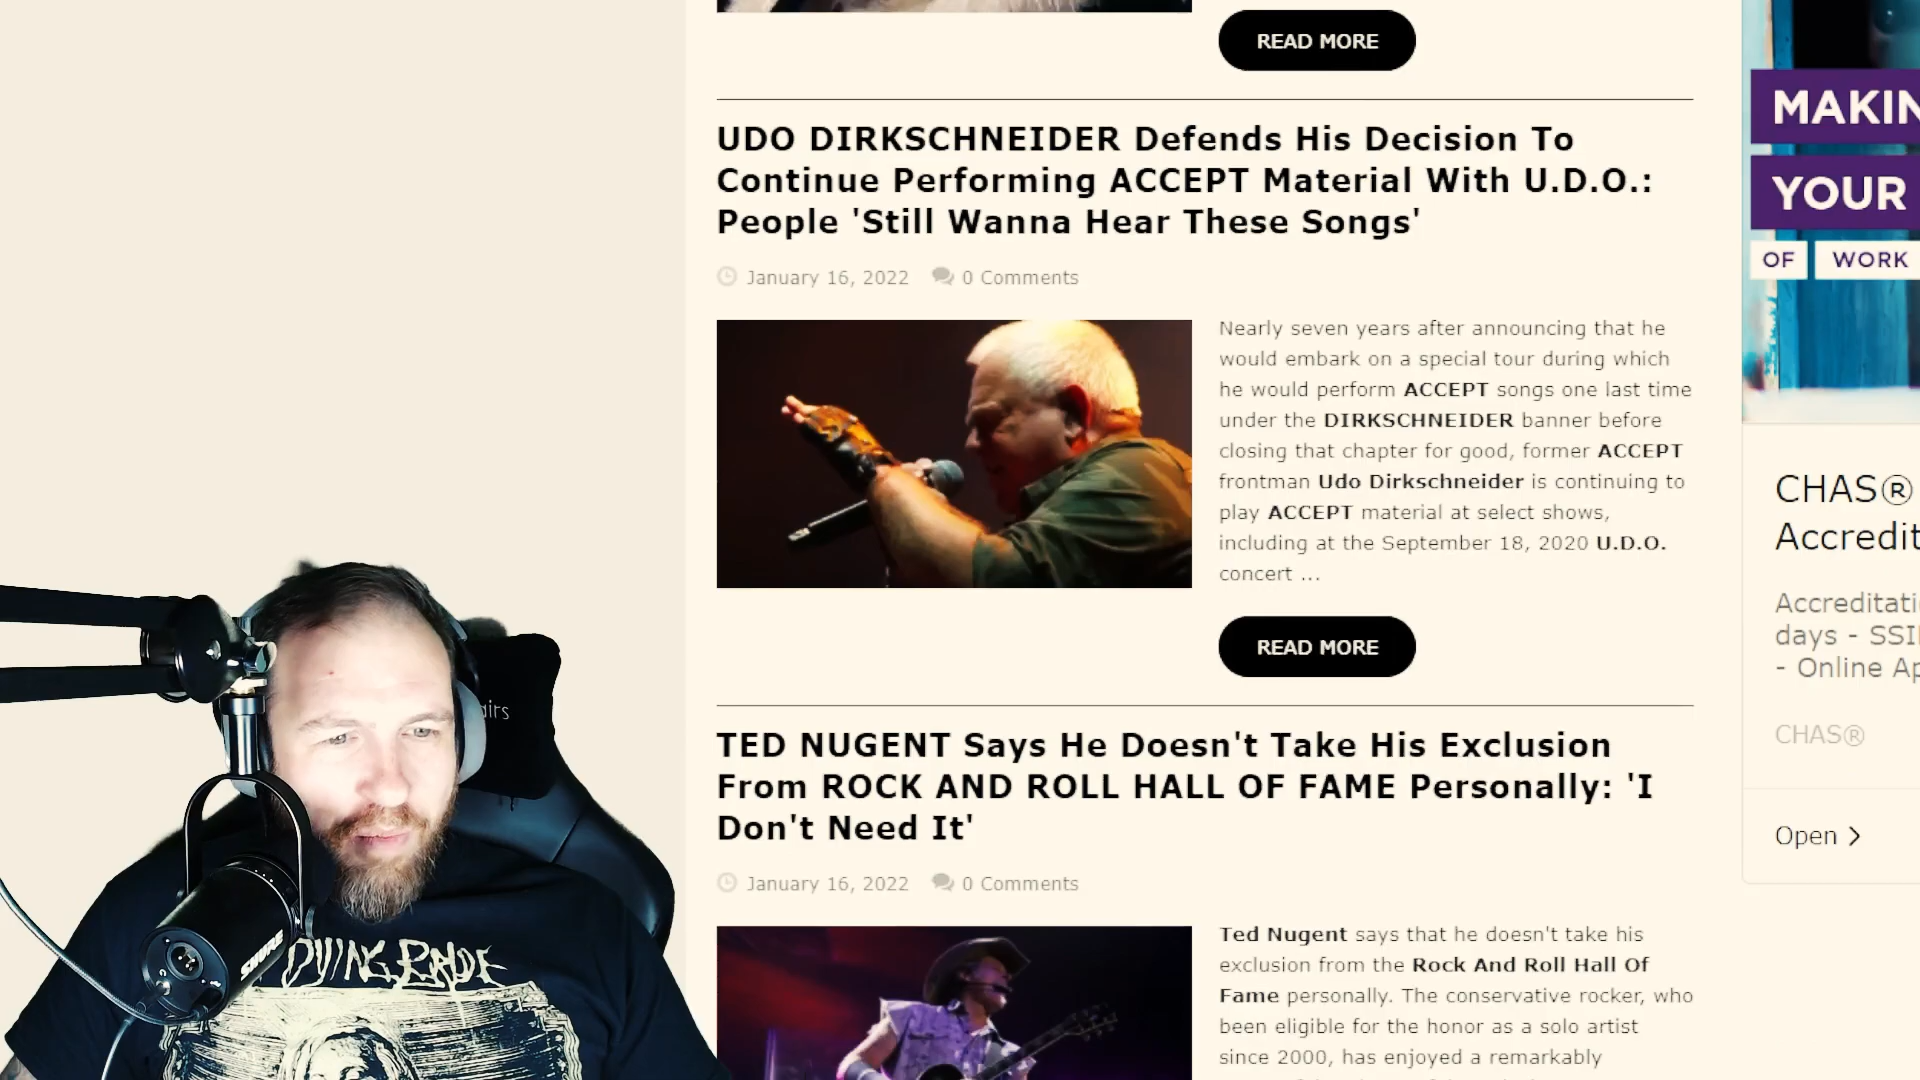 READ MORE
UDO DIRKSCHNEIDER Defends His Decision To
Continue Performing ACCEPT Material With U.D.O.:
People 'Still Wanna Hear These Songs'
January 16, 2022 0 Comments
Nearly seven years after announcing that he
would embark on a special tour during which
he would perform ACCEPT songs one last time
under the DIRKSCHNEIDER banner before
closing that chapter for good, former ACCEPT
frontman Udo Dirkschneider is continuing to
play ACCEPT material at select shows,
including at the September 18, 2020 U.D.O.
concert ...
READ MORE
TED NUGENT Says He Doesn't Take His Exclusion
From ROCK AND ROLL HALL OF FAME Personally: 'I
Don't Need It'
January 16, 2022 0 Comments
Ted Nugent says that he doesn't take his
exclusion from the Rock And Roll Hall Of
Fame personally. The conservative rocker, who
been eligible for the honor as a solo artist
since 2000, has enjoyed a remarkably
MAKIN
YOUR
OF WORK
CHAS®
Accredit
Accreditati
days - SSI
- Online Ap
CHAS®
Open
airs
SHURE
DYING BRIDE